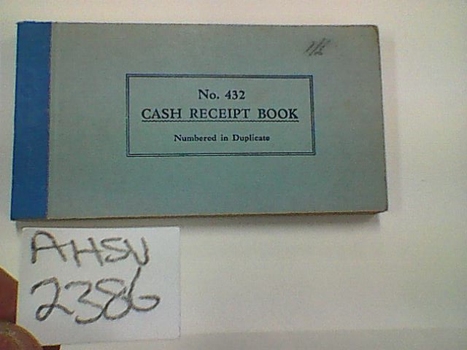 No. 432
CASH RECEIPT BOOK
Numbered in Duplicate
AHSN
2386